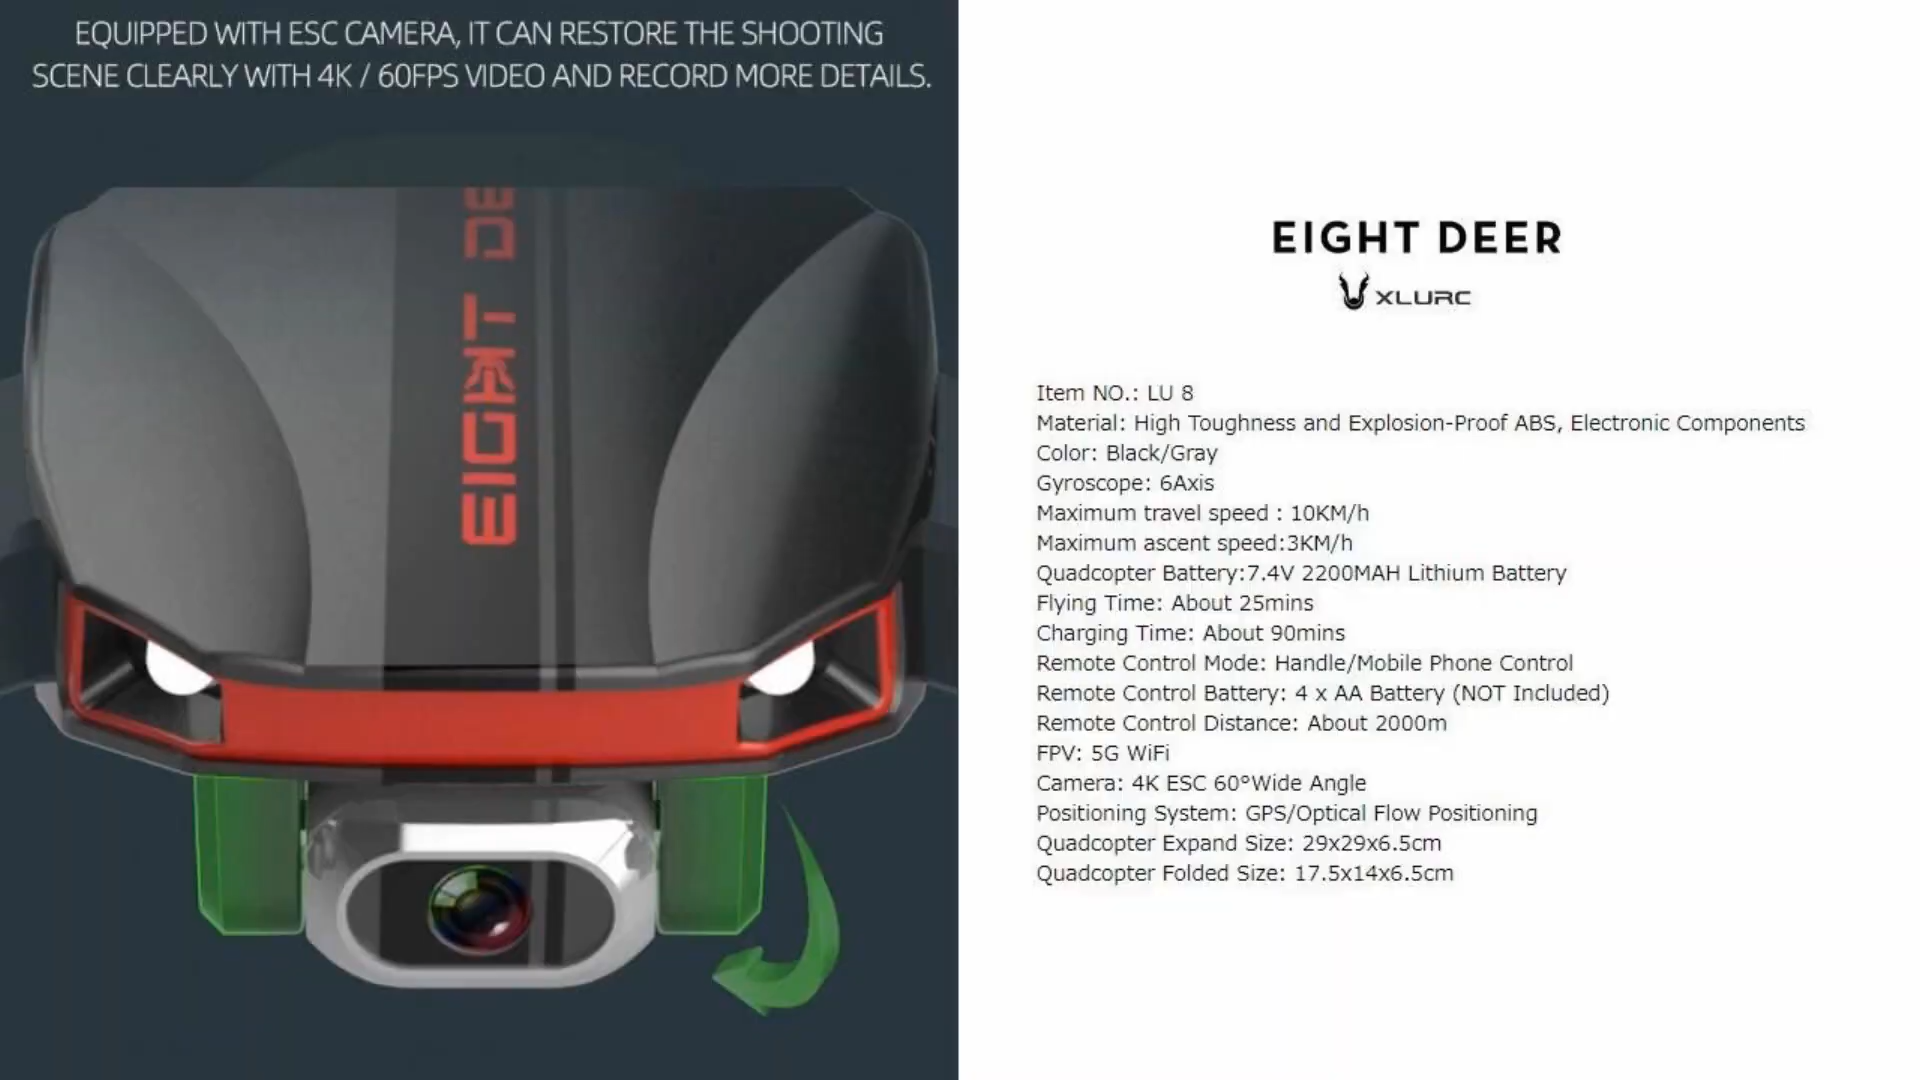 EQUIPPED WITH ESC CAMERA, IT CAN RESTORE THE SHOOTING
SCENE CLEARLY WITH 4K / 60FPS VIDEO AND RECORD MORE DETAILS.
EIGHT DE
EIGHT DEER
XLURC
Item NO.: LU 8
Material: High Toughness and Explosion-Proof ABS, Electronic Components
Color: Black/Gray
Gyroscope: 6Axis
Maximum travel speed : 10KM/h
Maximum ascent speed:3KM/h
Quadcopter Battery:7.4V 2200MAH Lithium Battery
Flying Time: About 25mins
Charging Time: About 90mins
Remote Control Mode: Handle/Mobile Phone Control
Remote Control Battery: 4 x AA Battery (NOT Included)
Remote Control Distance: About 2000m
FPV: 5G WiFi
Camera: 4K ESC 60°Wide Angle
Positioning System: GPS/Optical Flow Positioning
Quadcopter Expand Size: 29x29x6.5cm
Quadcopter Folded Size: 17.5x14x6.5cm